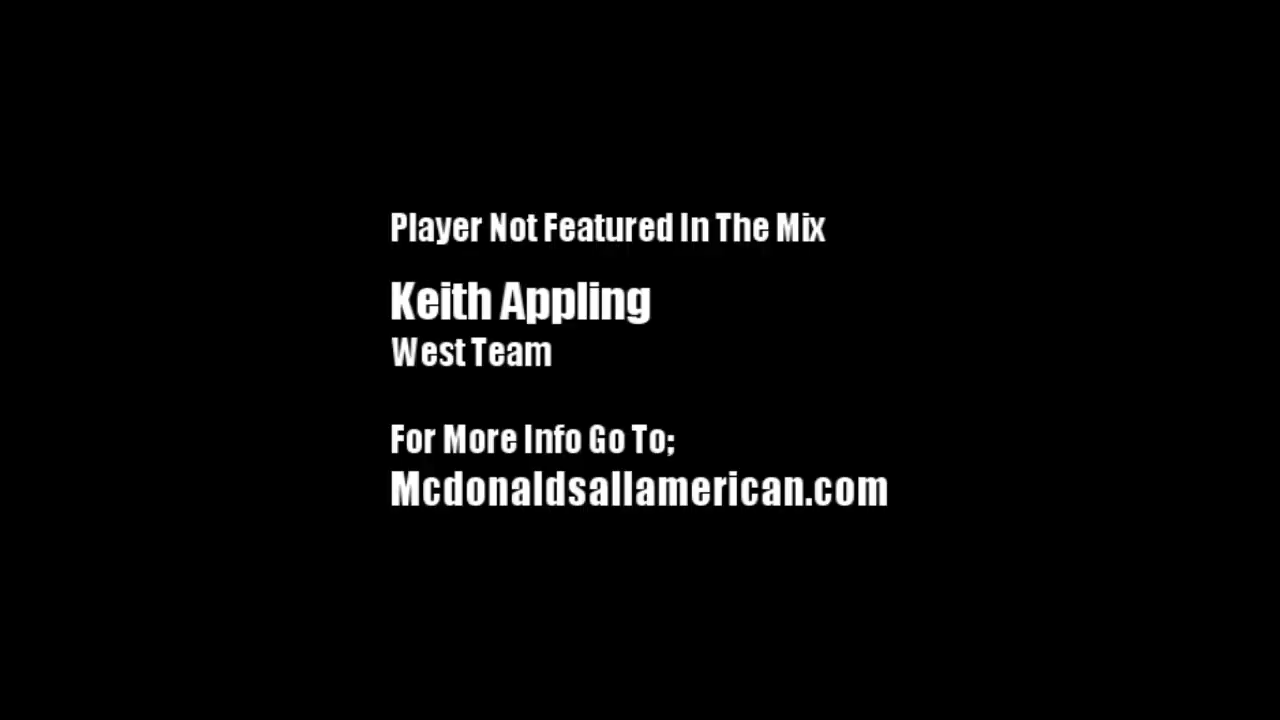 Player Not Featured In The Mix
Keith Appling
West Team
For More Info Go To;
Mcdonaldsallamerican.com